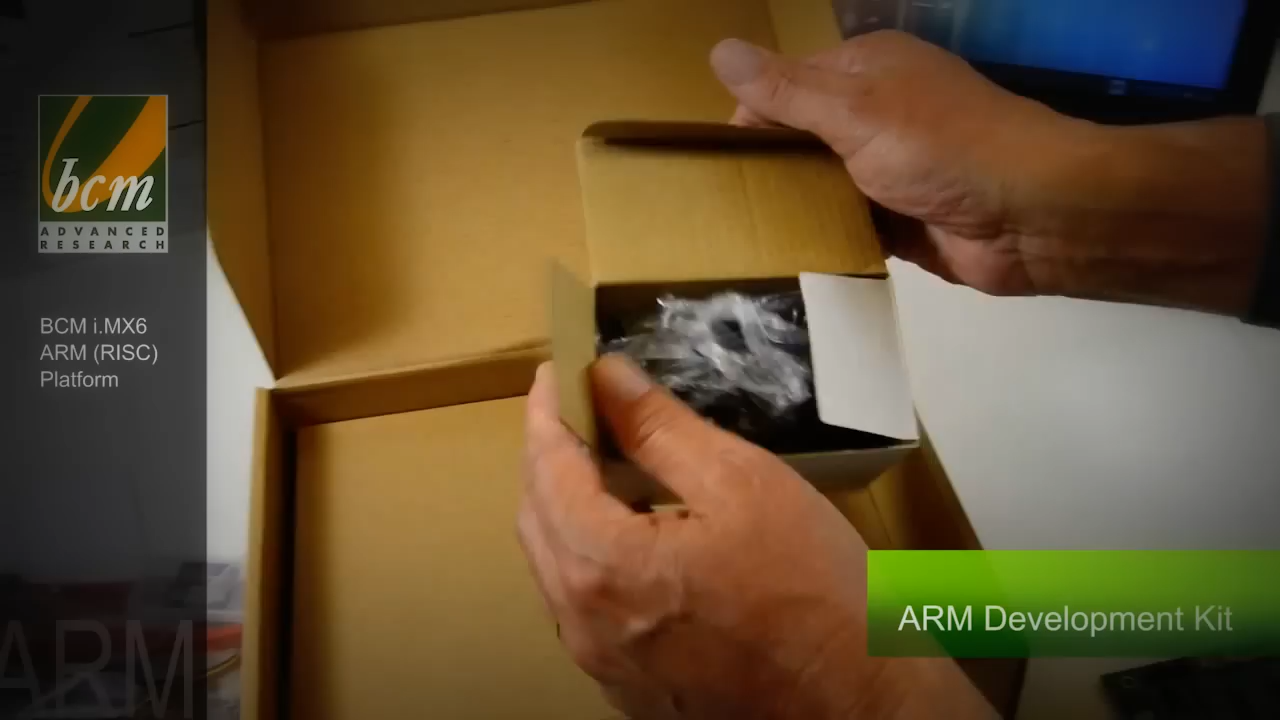 bcm
ADVANCED
RESEARCH
BCM i.MX6
ARM (RISC)
Platform
ARM Development Kit
ARM